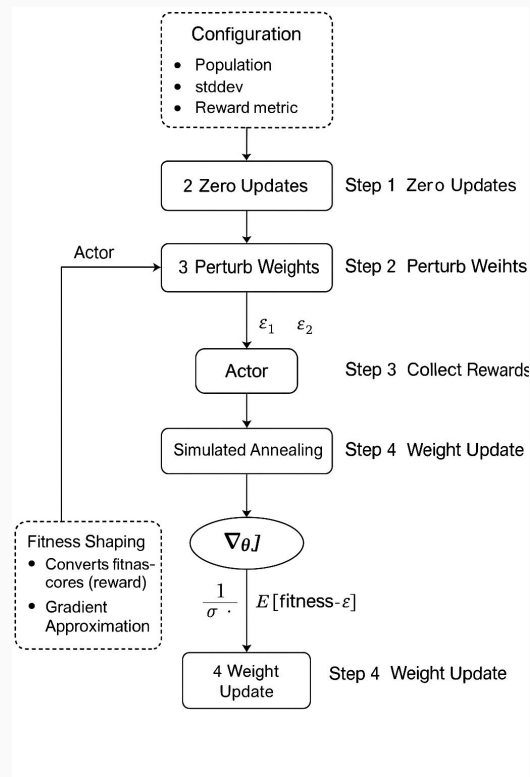 Configuration
• Population
• stddev
• Reward metric
2 Zero Updates
Step 1 Zero Updates
Actor
3 Perturb Weights
Step 2 Perturb Weihts
ε₁ ε₂
Actor
Step 3 Collect Rewards
Simulated Annealing
Step 4 Weight Update
∇θJ
Fitness Shaping
• Converts fitnas-
cores (reward)
• Gradient
Approximation
1/σ · E[fitness-ε]
4 Weight
Update
Step 4 Weight Update